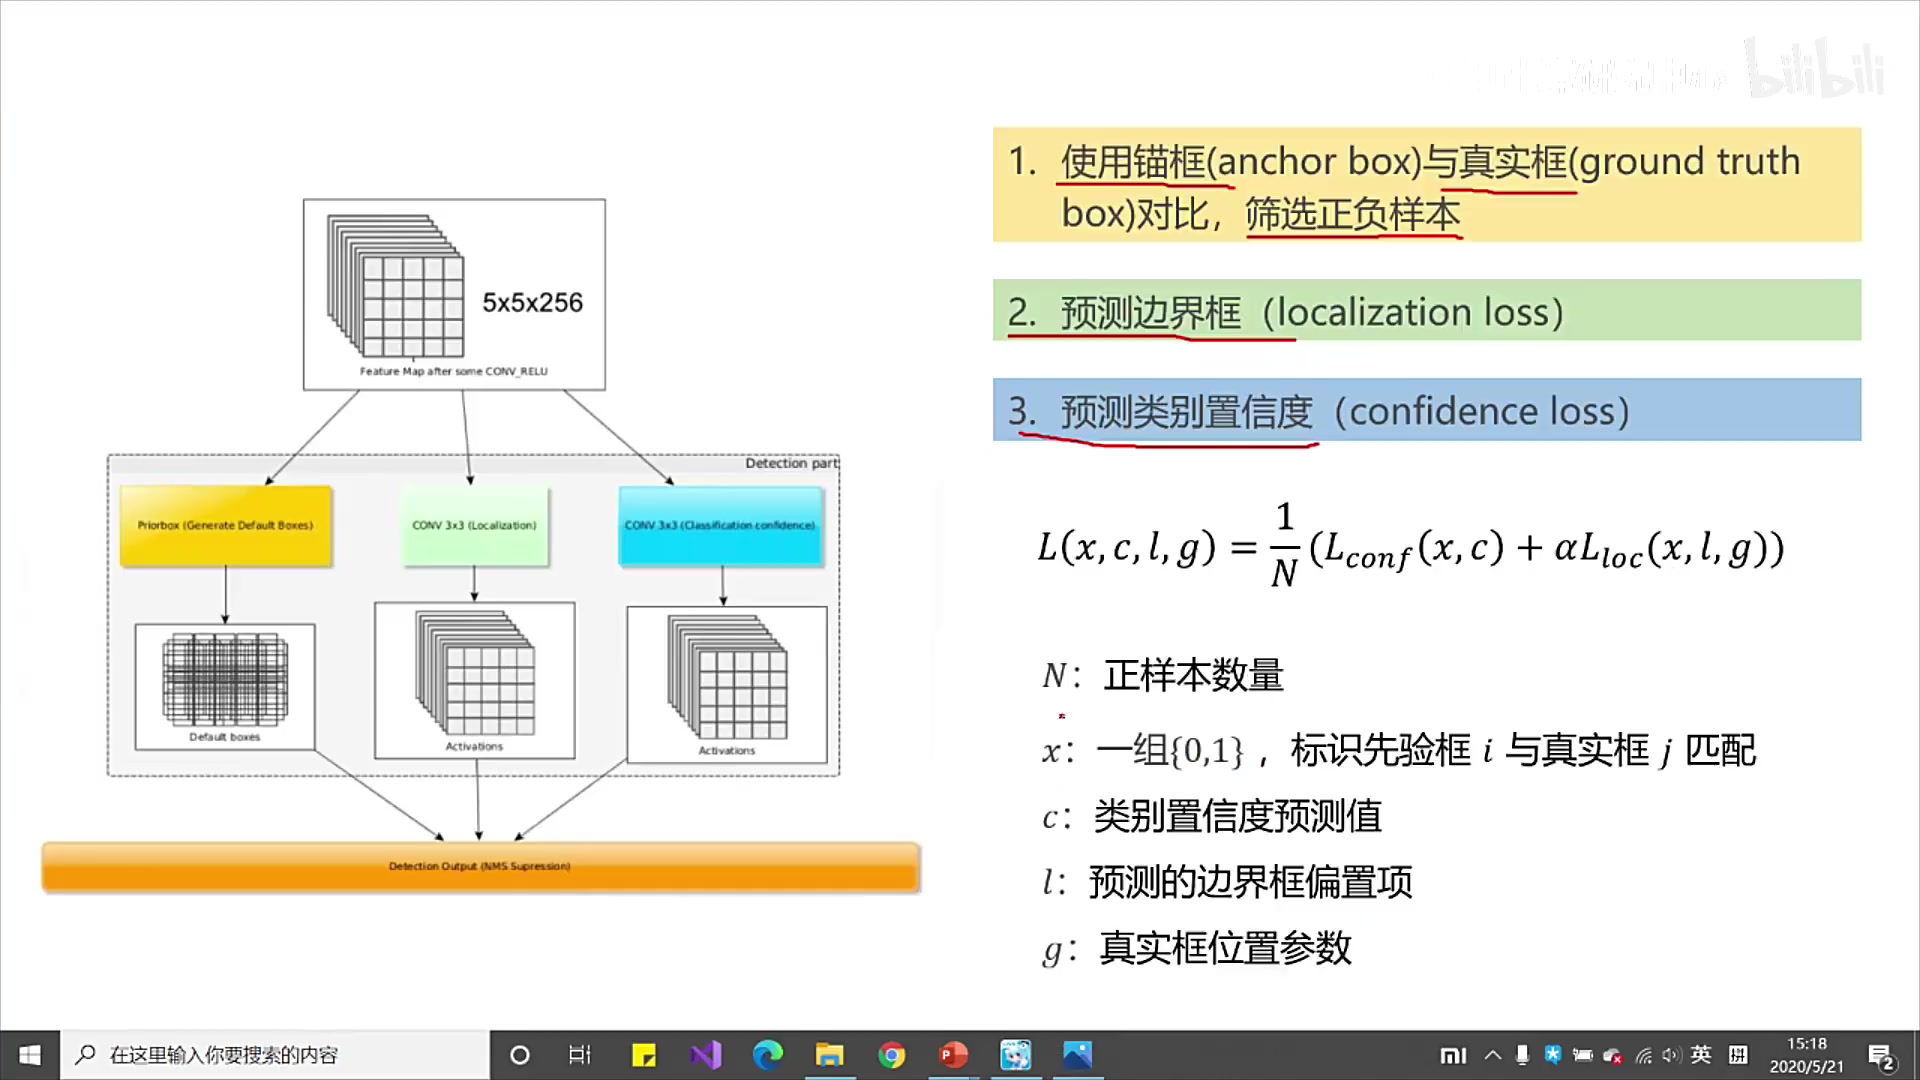 bilibili
1. 使用锚框(anchor box)与真实框(ground truth
box)对比，筛选正负样本
2. 预测边界框（localization loss）
3. 预测类别置信度（confidence loss）
L(x, c, l, g) = 1/N (L_conf(x, c) + αL_loc(x, l, g))
N：正样本数量
x：一组{0,1}，标识先验框 i 与真实框 j 匹配
c：类别置信度预测值
l：预测的边界框偏置项
g：真实框位置参数
5x5x256
Feature Map after some CONV_RELU
Detection part
Priorbox (Generate Default Boxes)
CONV 3x3 (Localization)
CONV 3x3 (Classification confidence)
Default boxes
Activations
Activations
Detection Output (NMS Supression)
在这里输入你要搜索的内容
英
拼
15:18
2020/5/21
2